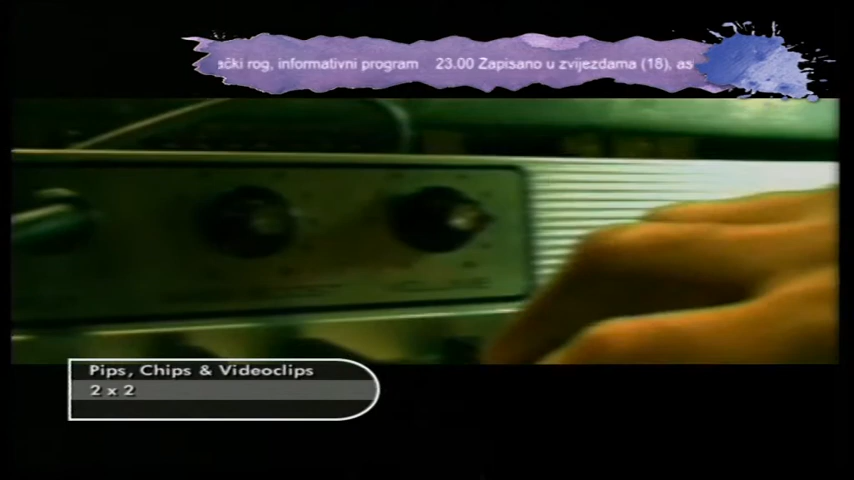 ački rog, informativni program 23.00 Zapisano u zvijezdama (18), as
Pips, Chips & Videoclips
2 x 2